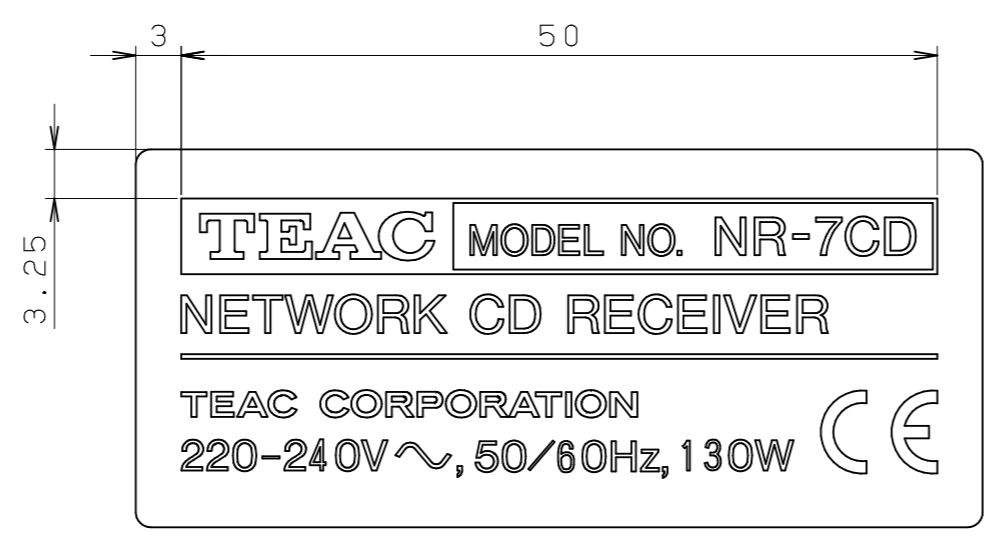 3 50
3.25
TEAC MODEL NO. NR-7CD
NETWORK CD RECEIVER
TEAC CORPORATION
220-240V～, 50/60Hz, 130W CE